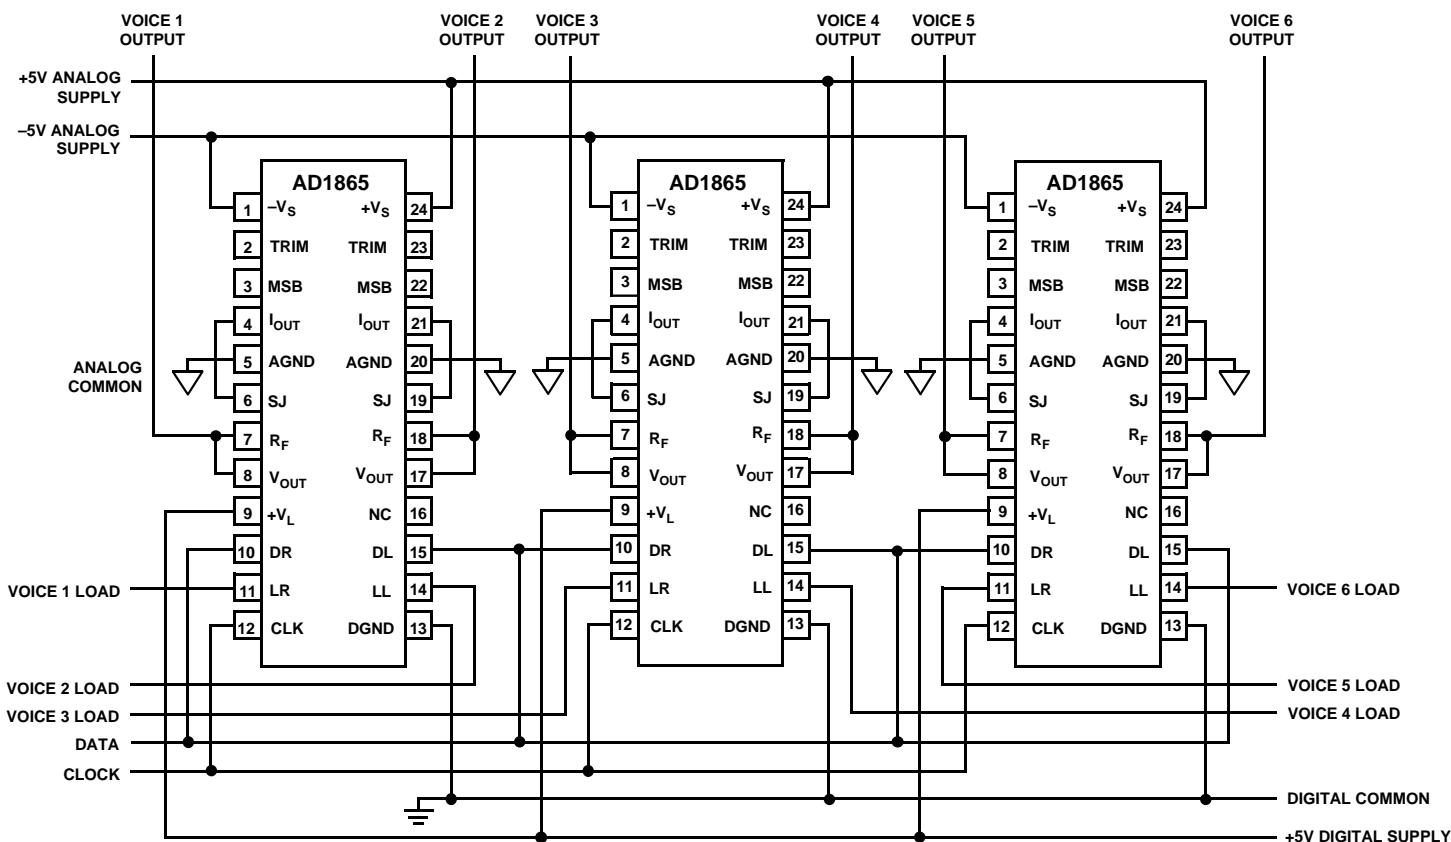 VOICE 1
OUTPUT
VOICE 2
OUTPUT
VOICE 3
OUTPUT
VOICE 4
OUTPUT
VOICE 5
OUTPUT
VOICE 6
OUTPUT
+5V ANALOG
SUPPLY
–5V ANALOG
SUPPLY
ANALOG
COMMON
AD1865
1 –VS +VS 24
2 TRIM TRIM 23
3 MSB MSB 22
4 IOUT IOUT 21
5 AGND AGND 20
6 SJ SJ 19
7 RF RF 18
8 VOUT VOUT 17
9 +VL NC 16
10 DR DL 15
11 LR LL 14
12 CLK DGND 13
AD1865
1 –VS +VS 24
2 TRIM TRIM 23
3 MSB MSB 22
4 IOUT IOUT 21
5 AGND AGND 20
6 SJ SJ 19
7 RF RF 18
8 VOUT VOUT 17
9 +VL NC 16
10 DR DL 15
11 LR LL 14
12 CLK DGND 13
AD1865
1 –VS +VS 24
2 TRIM TRIM 23
3 MSB MSB 22
4 IOUT IOUT 21
5 AGND AGND 20
6 SJ SJ 19
7 RF RF 18
8 VOUT VOUT 17
9 +VL NC 16
10 DR DL 15
11 LR LL 14
12 CLK DGND 13
VOICE 1 LOAD
VOICE 6 LOAD
VOICE 2 LOAD
VOICE 5 LOAD
VOICE 3 LOAD
VOICE 4 LOAD
DATA
CLOCK
DIGITAL COMMON
+5V DIGITAL SUPPLY